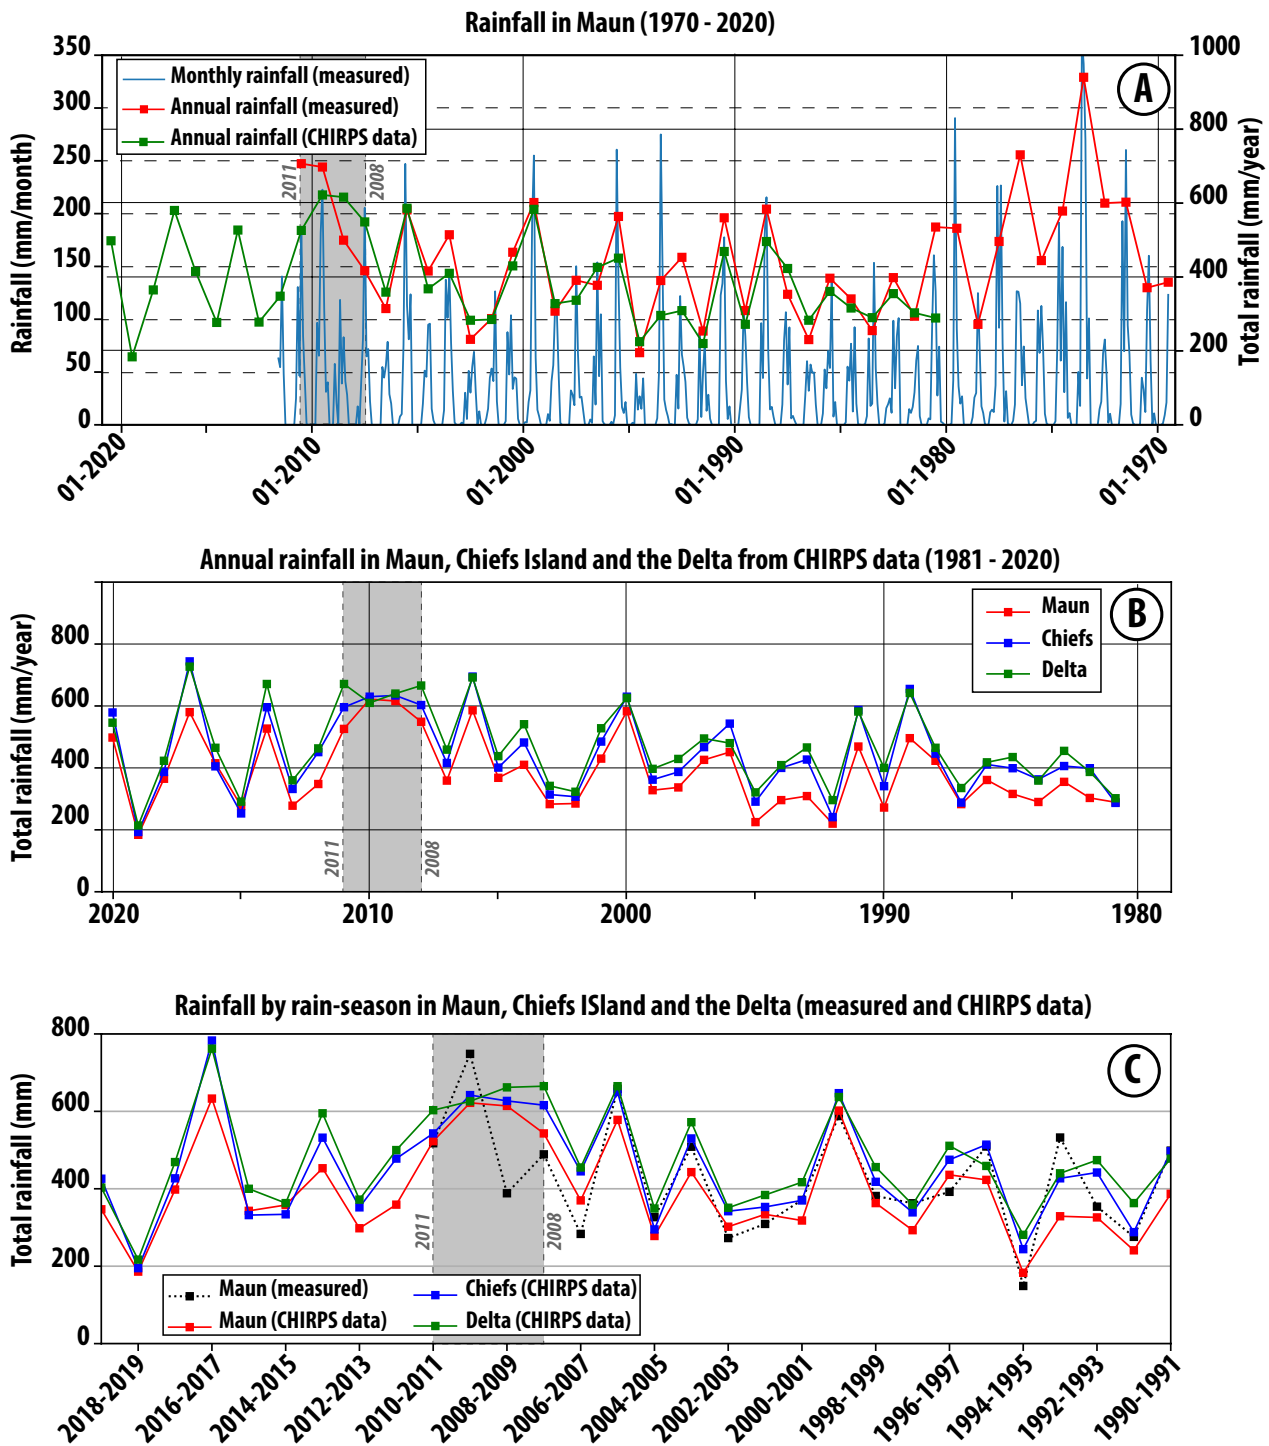 Rainfall in Maun (1970 - 2020)
350
300
250
200
150
100
50
0
Rainfall (mm/month)
1000
800
600
400
200
0
Total rainfall (mm/year)
Monthly rainfall (measured)
Annual rainfall (measured)
Annual rainfall (CHIRPS data)
A
2011
2008
01-2020
01-2010
01-2000
01-1990
01-1980
01-1970
Annual rainfall in Maun, Chiefs Island and the Delta from CHIRPS data (1981 - 2020)
800
600
400
200
0
Total rainfall (mm/year)
Maun
Chiefs
Delta
B
2011
2008
2020
2010
2000
1990
1980
Rainfall by rain-season in Maun, Chiefs ISland and the Delta (measured and CHIRPS data)
800
600
400
200
0
Total rainfall (mm)
C
2011
2008
Maun (measured)
Maun (CHIRPS data)
Chiefs (CHIRPS data)
Delta (CHIRPS data)
2018-2019
2016-2017
2014-2015
2012-2013
2010-2011
2008-2009
2006-2007
2004-2005
2002-2003
2000-2001
1998-1999
1996-1997
1994-1995
1992-1993
1990-1991